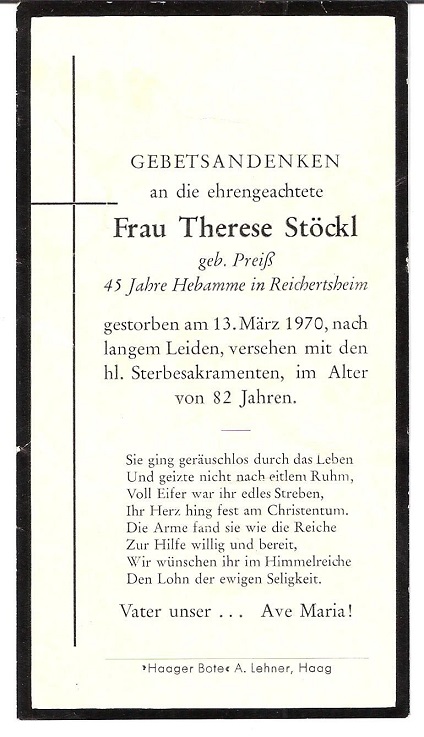 GEBETSANDENKEN
an die ehrengeachtete
Frau Therese Stöckl
geb. Preiß
45 Jahre Hebamme in Reichertsheim
gestorben am 13. März 1970, nach
langem Leiden, versehen mit den
hl. Sterbesakramenten, im Alter
von 82 Jahren.
Sie ging geräuschlos durch das Leben
Und geizte nicht nach eitlem Ruhm,
Voll Eifer war ihr edles Streben,
Ihr Herz hing fest am Christentum.
Die Arme fand sie wie die Reiche
Zur Hilfe willig und bereit,
Wir wünschen ihr im Himmelreiche
Den Lohn der ewigen Seligkeit.
Vater unser . . . Ave Maria!
›Haager Bote‹ A. Lehner, Haag